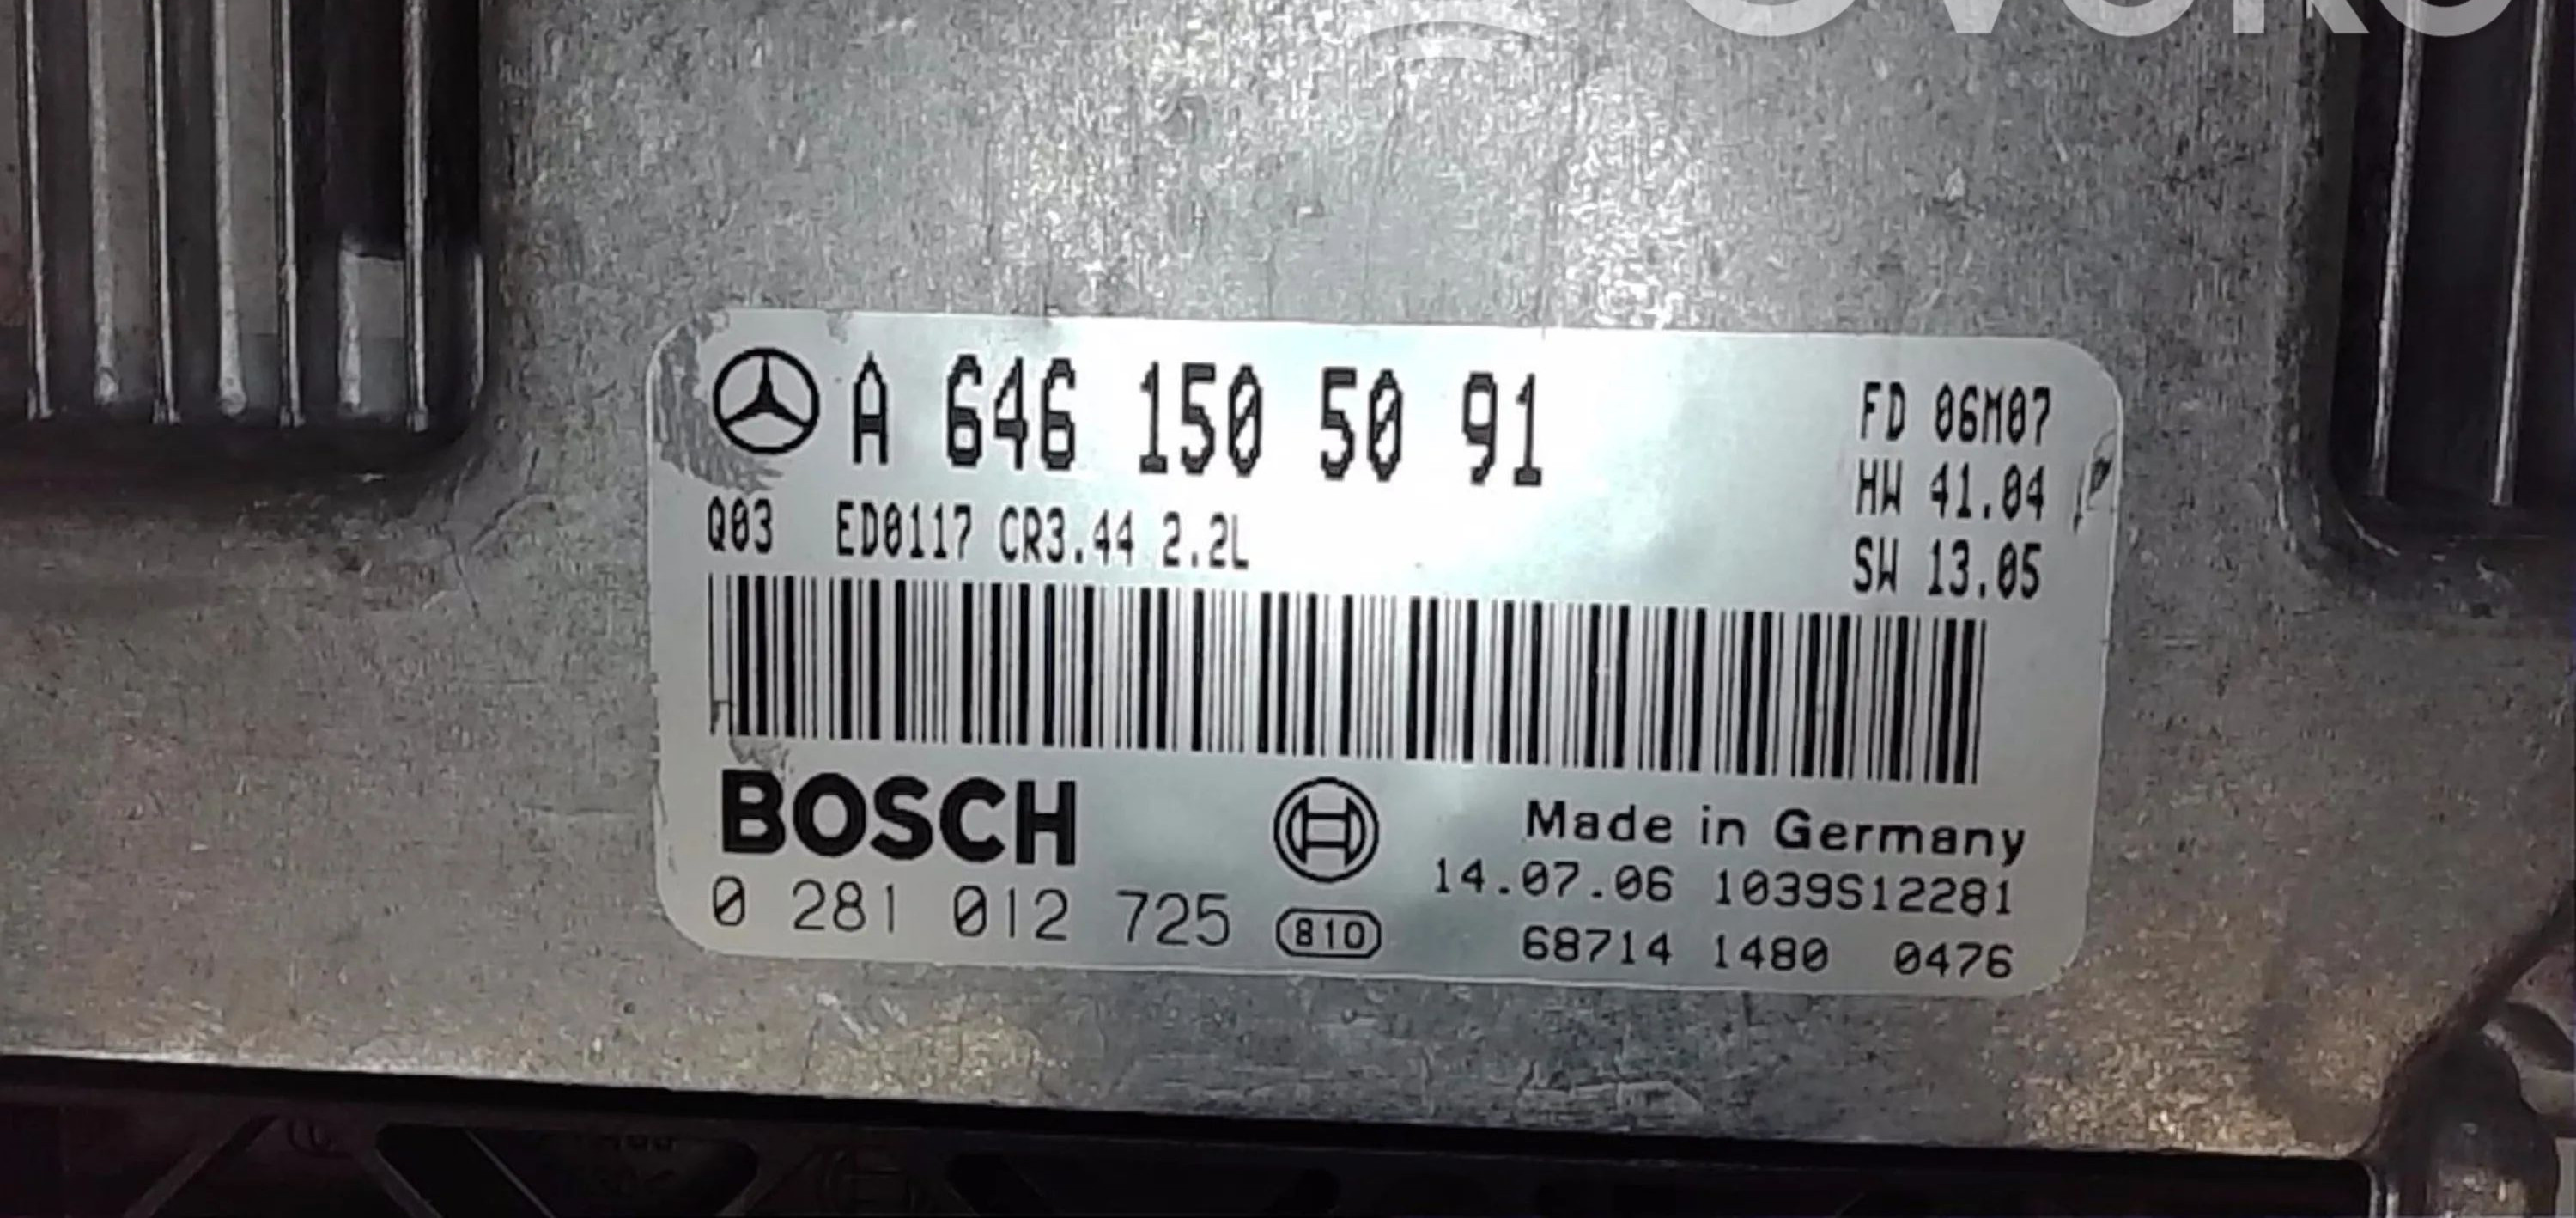 A 646 150 50 91
FD 06M07
HW 41.04
Q03 ED0117 CR3.44 2.2L
SW 13.05
BOSCH
Made in Germany
14.07.06 1039S12281
0 281 012 725
810
68714 1480 0476